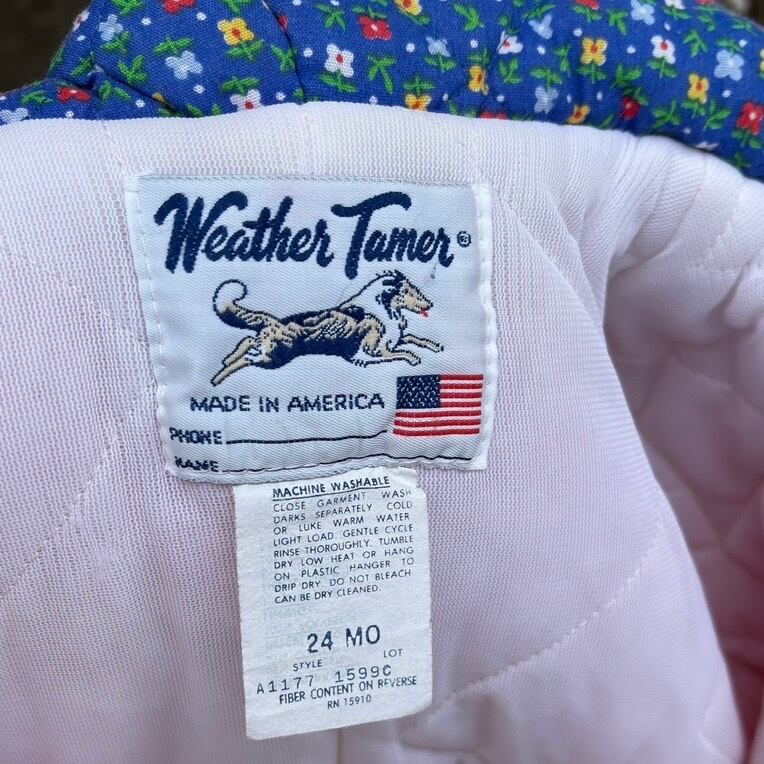 Weather Tamer®
MADE IN AMERICA
PHONE
NAME
MACHINE WASHABLE
CLOSE GARMENT. WASH
DARKS SEPARATELY COLD
OR LUKE WARM WATER
LIGHT LOAD. GENTLE CYCLE
RINSE THOROUGHLY. TUMBLE
DRY LOW HEAT OR HANG
ON PLASTIC HANGER TO
DRIP DRY. DO NOT BLEACH
CAN BE DRY CLEANED.
24 MO
STYLE LOT
A1177 1599C
FIBER CONTENT ON REVERSE
RN 15910